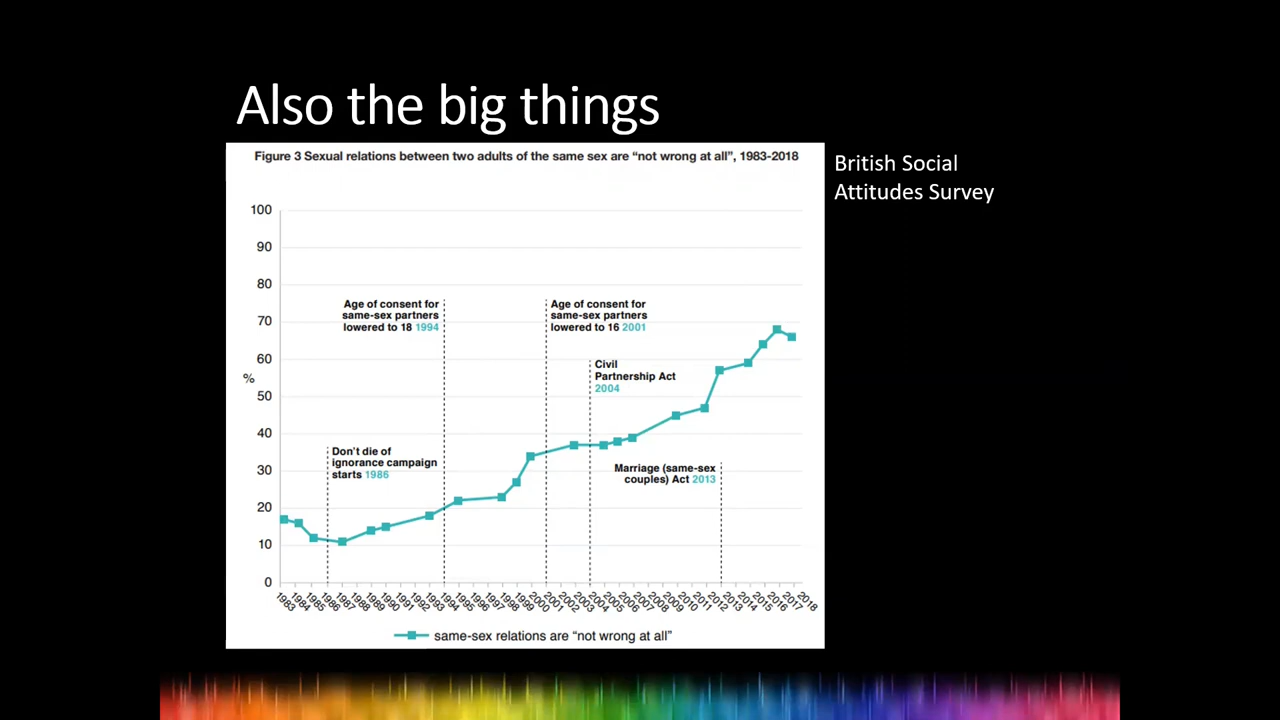 Also the big things
Figure 3 Sexual relations between two adults of the same sex are “not wrong at all”, 1983-2018
British Social
Attitudes Survey
100
90
80
70
60
%
50
40
30
20
10
0
Age of consent for
same-sex partners
lowered to 18 1994
Age of consent for
same-sex partners
lowered to 16 2001
Civil
Partnership Act
2004
Don’t die of
ignorance campaign
starts 1986
Marriage (same-sex
couples) Act 2013
1983 1984 1985 1986 1987 1988 1989 1990 1991 1992 1993 1994 1995 1996 1997 1998 1999 2000 2001 2002 2003 2004 2005 2006 2007 2008 2009 2010 2011 2012 2013 2014 2015 2016 2017 2018
same-sex relations are “not wrong at all”